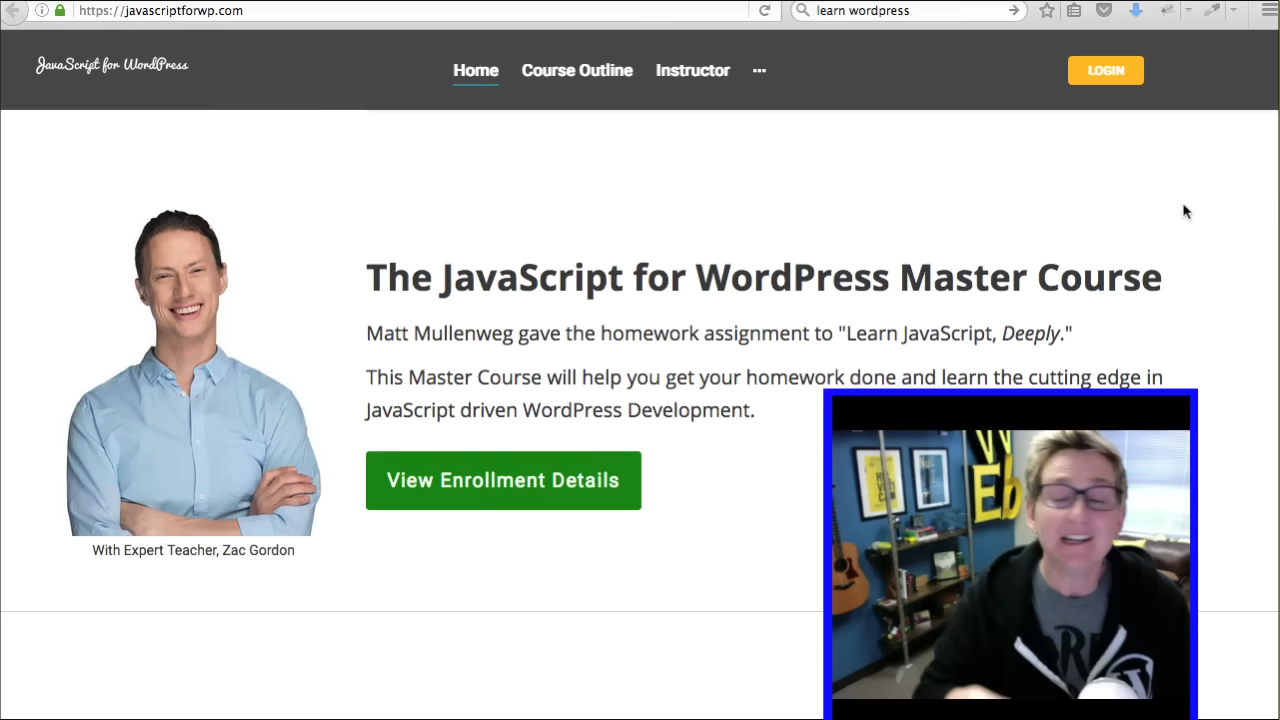 https://javascriptforwp.com
learn wordpress
JavaScript for WordPress
Home
Course Outline
Instructor
LOGIN
The JavaScript for WordPress Master Course
Matt Mullenweg gave the homework assignment to "Learn JavaScript, Deeply."
This Master Course will help you get your homework done and learn the cutting edge in
JavaScript driven WordPress Development.
View Enrollment Details
With Expert Teacher, Zac Gordon
W
Eb